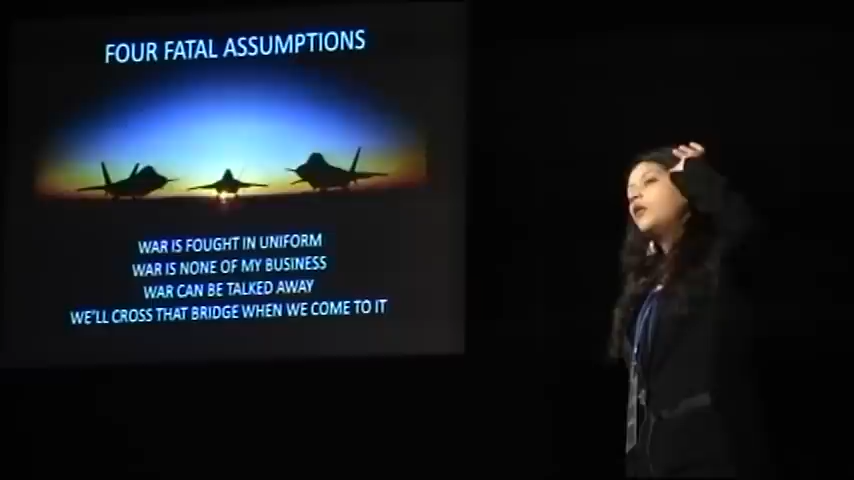 FOUR FATAL ASSUMPTIONS
WAR IS FOUGHT IN UNIFORM
WAR IS NONE OF MY BUSINESS
WAR CAN BE TALKED AWAY
WE'LL CROSS THAT BRIDGE WHEN WE COME TO IT